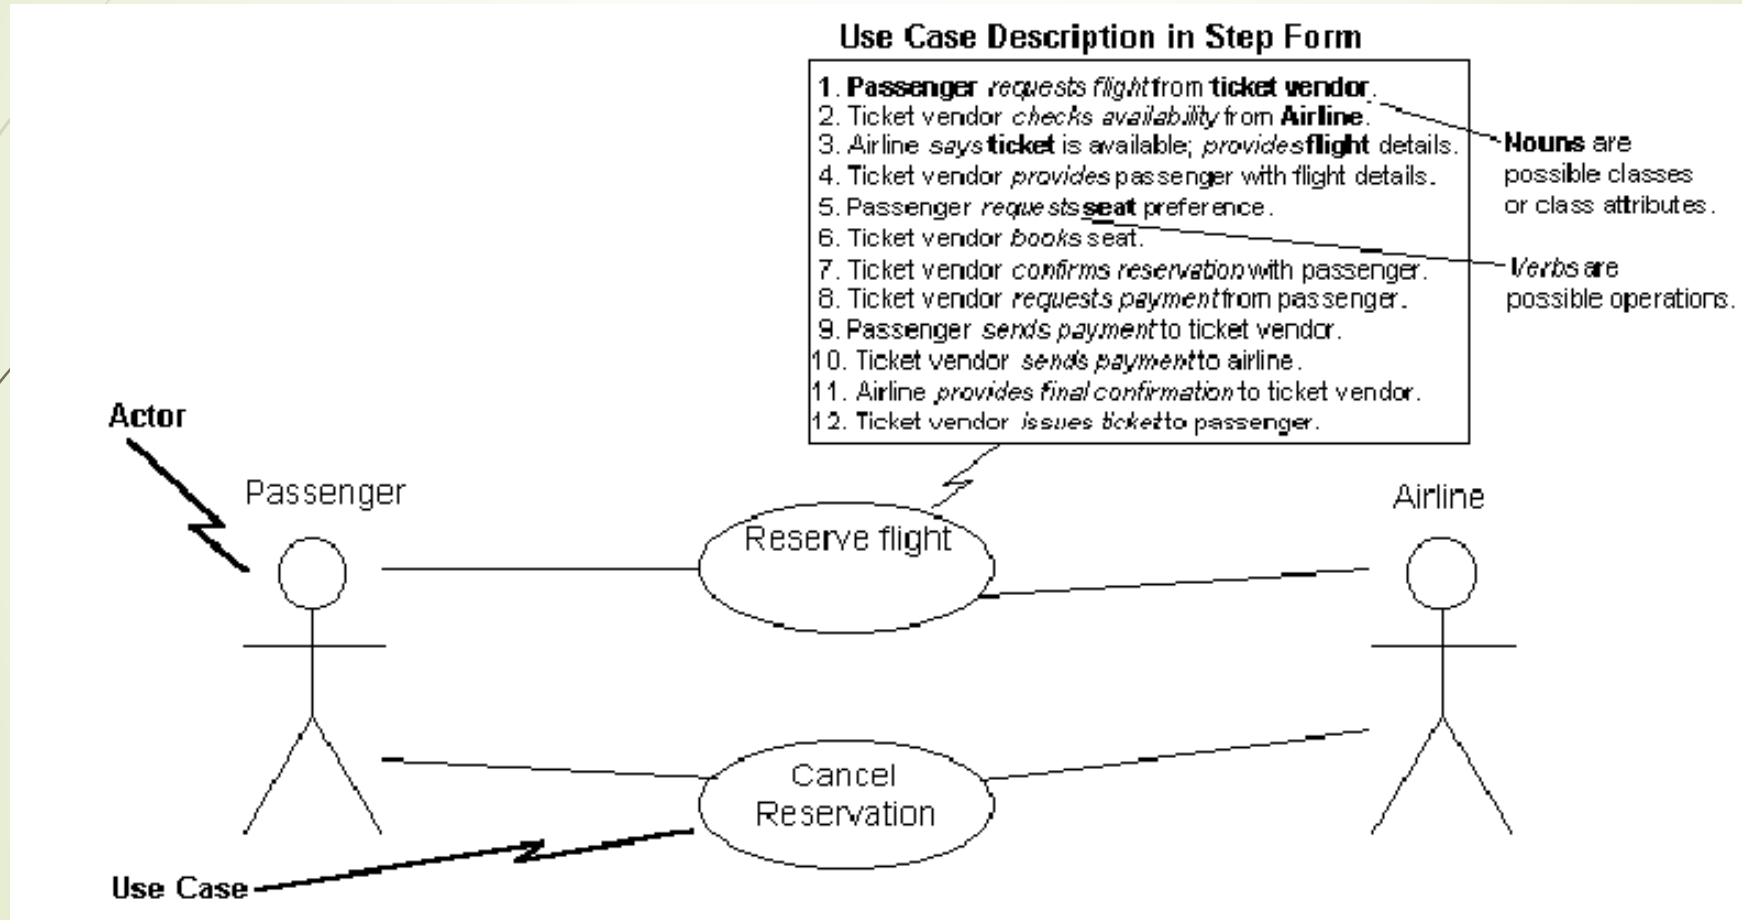 Use Case Description in Step Form
1. Passenger requests flight from ticket vendor.
2. Ticket vendor checks availability from Airline.
3. Airline says ticket is available; provides flight details.
4. Ticket vendor provides passenger with flight details.
5. Passenger requests seat preference.
6. Ticket vendor books seat.
7. Ticket vendor confirms reservation with passenger.
8. Ticket vendor requests payment from passenger.
9. Passenger sends payment to ticket vendor.
10. Ticket vendor sends payment to airline.
11. Airline provides final confirmation to ticket vendor.
12. Ticket vendor issues ticket to passenger.
Nouns are
possible classes
or class attributes.
Verbs are
possible operations.
Actor
Passenger
Airline
Reserve flight
Cancel
Reservation
Use Case